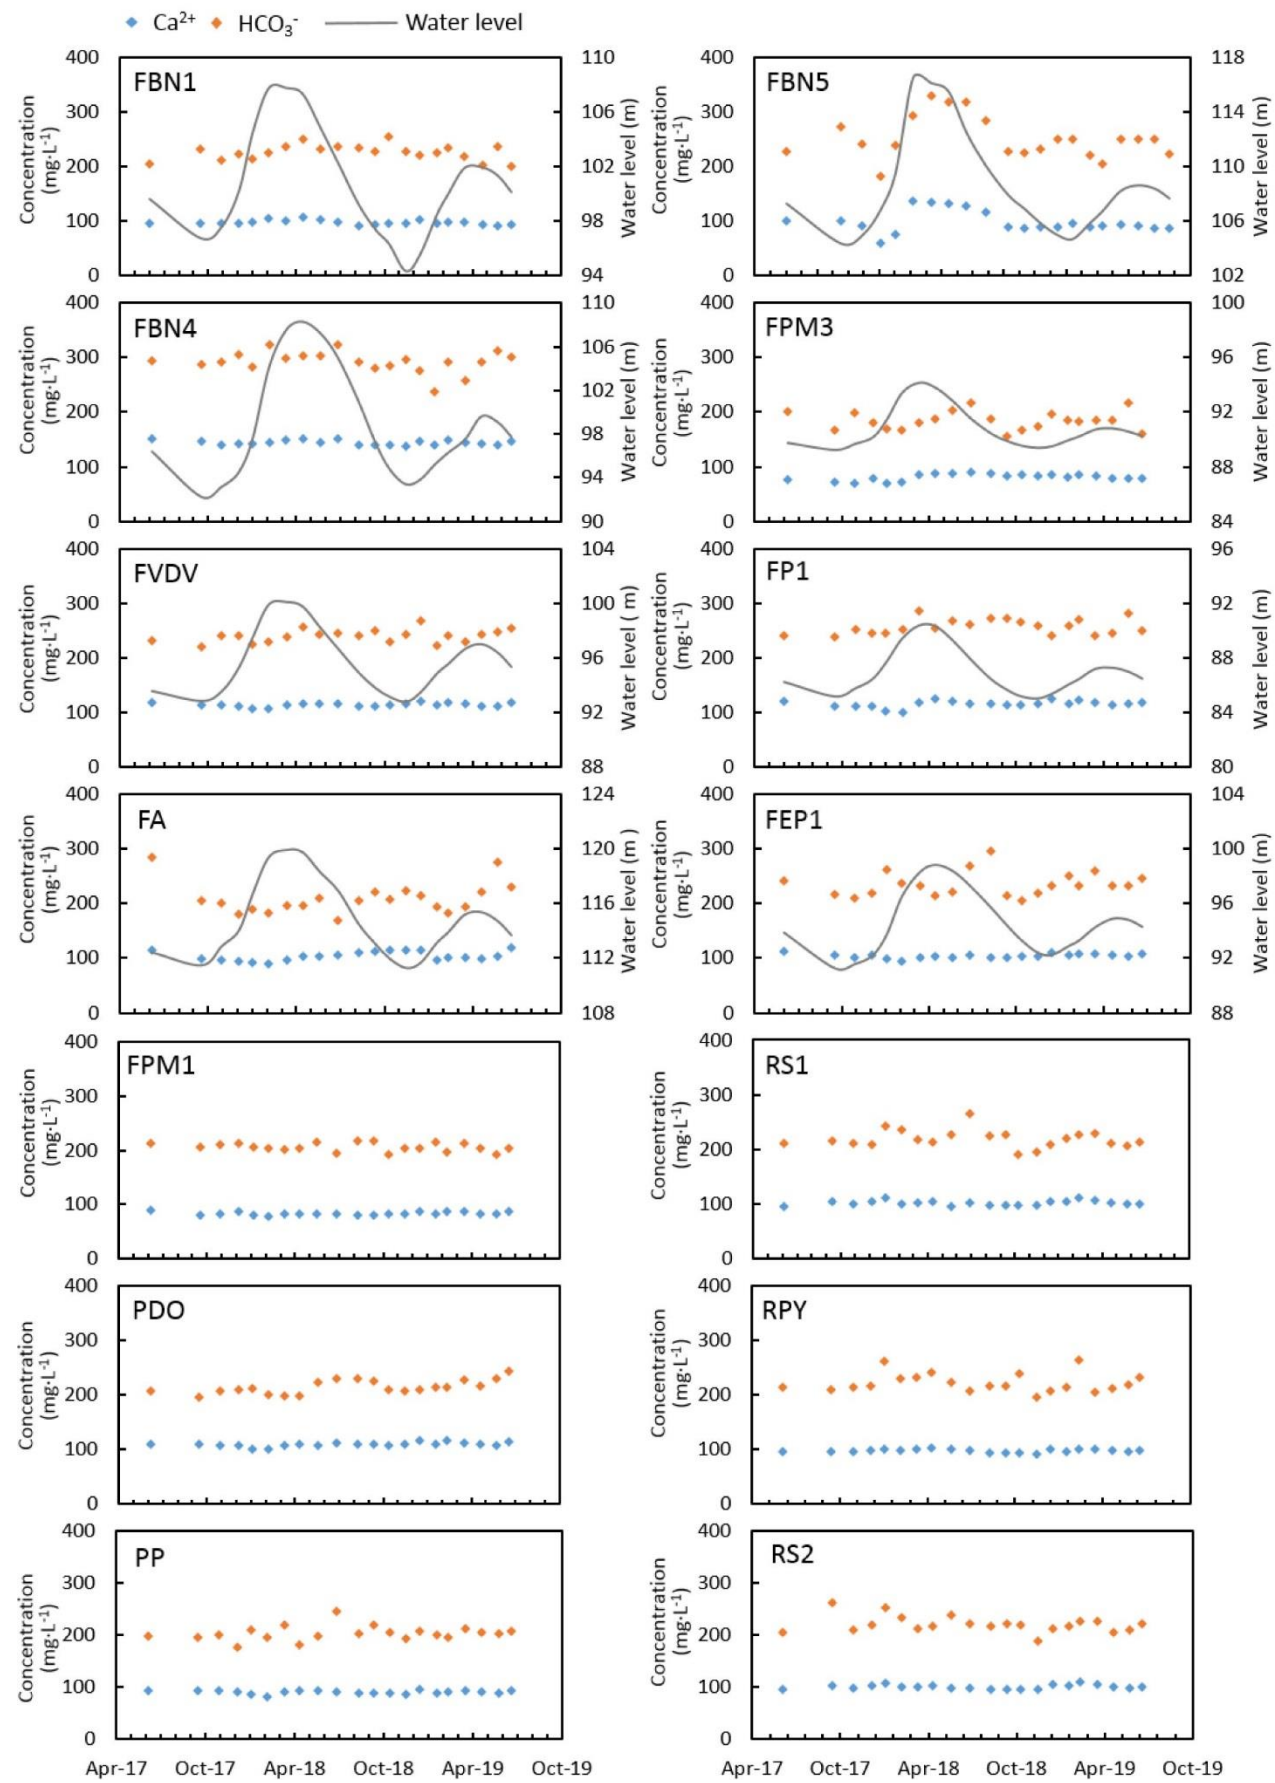 Ca²⁺ HCO₃⁻ Water level
FBN1
400
300
200
100
0
Concentration
(mg·L⁻¹)
110
106
102
98
94
Water level (m)
FBN5
400
300
200
100
0
Concentration
(mg·L⁻¹)
118
114
110
106
102
Water level (m)
FBN4
400
300
200
100
0
Concentration
(mg·L⁻¹)
110
106
102
98
94
90
Water level (m)
FPM3
400
300
200
100
0
Concentration
(mg·L⁻¹)
100
96
92
88
84
Water level (m)
FVDV
400
300
200
100
0
Concentration
(mg·L⁻¹)
104
100
96
92
88
Water level ( m)
FP1
400
300
200
100
0
Concentration
(mg·L⁻¹)
96
92
88
84
80
Water level (m)
FA
400
300
200
100
0
Concentration
(mg·L⁻¹)
124
120
116
112
108
Water level (m )
FEP1
400
300
200
100
0
Concentration
(mg·L⁻¹)
104
100
96
92
88
Water level (m)
FPM1
400
300
200
100
0
Concentration
(mg·L⁻¹)
RS1
400
300
200
100
0
Concentration
(mg·L⁻¹)
PDO
400
300
200
100
0
Concentration
(mg·L⁻¹)
RPY
400
300
200
100
0
Concentration
(mg·L⁻¹)
PP
400
300
200
100
0
Concentration
(mg·L⁻¹)
Apr-17 Oct-17 Apr-18 Oct-18 Apr-19 Oct-19
RS2
400
300
200
100
0
Concentration
(mg·L⁻¹)
Apr-17 Oct-17 Apr-18 Oct-18 Apr-19 Oct-19